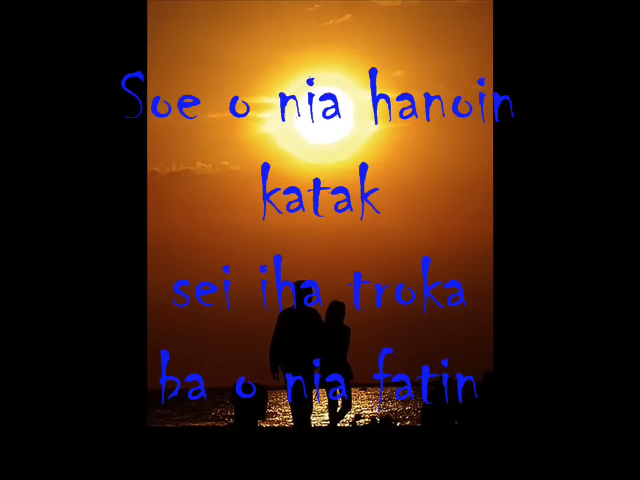 Soe o nia hanoin
katak
sei iha troka
ba o nia fatin